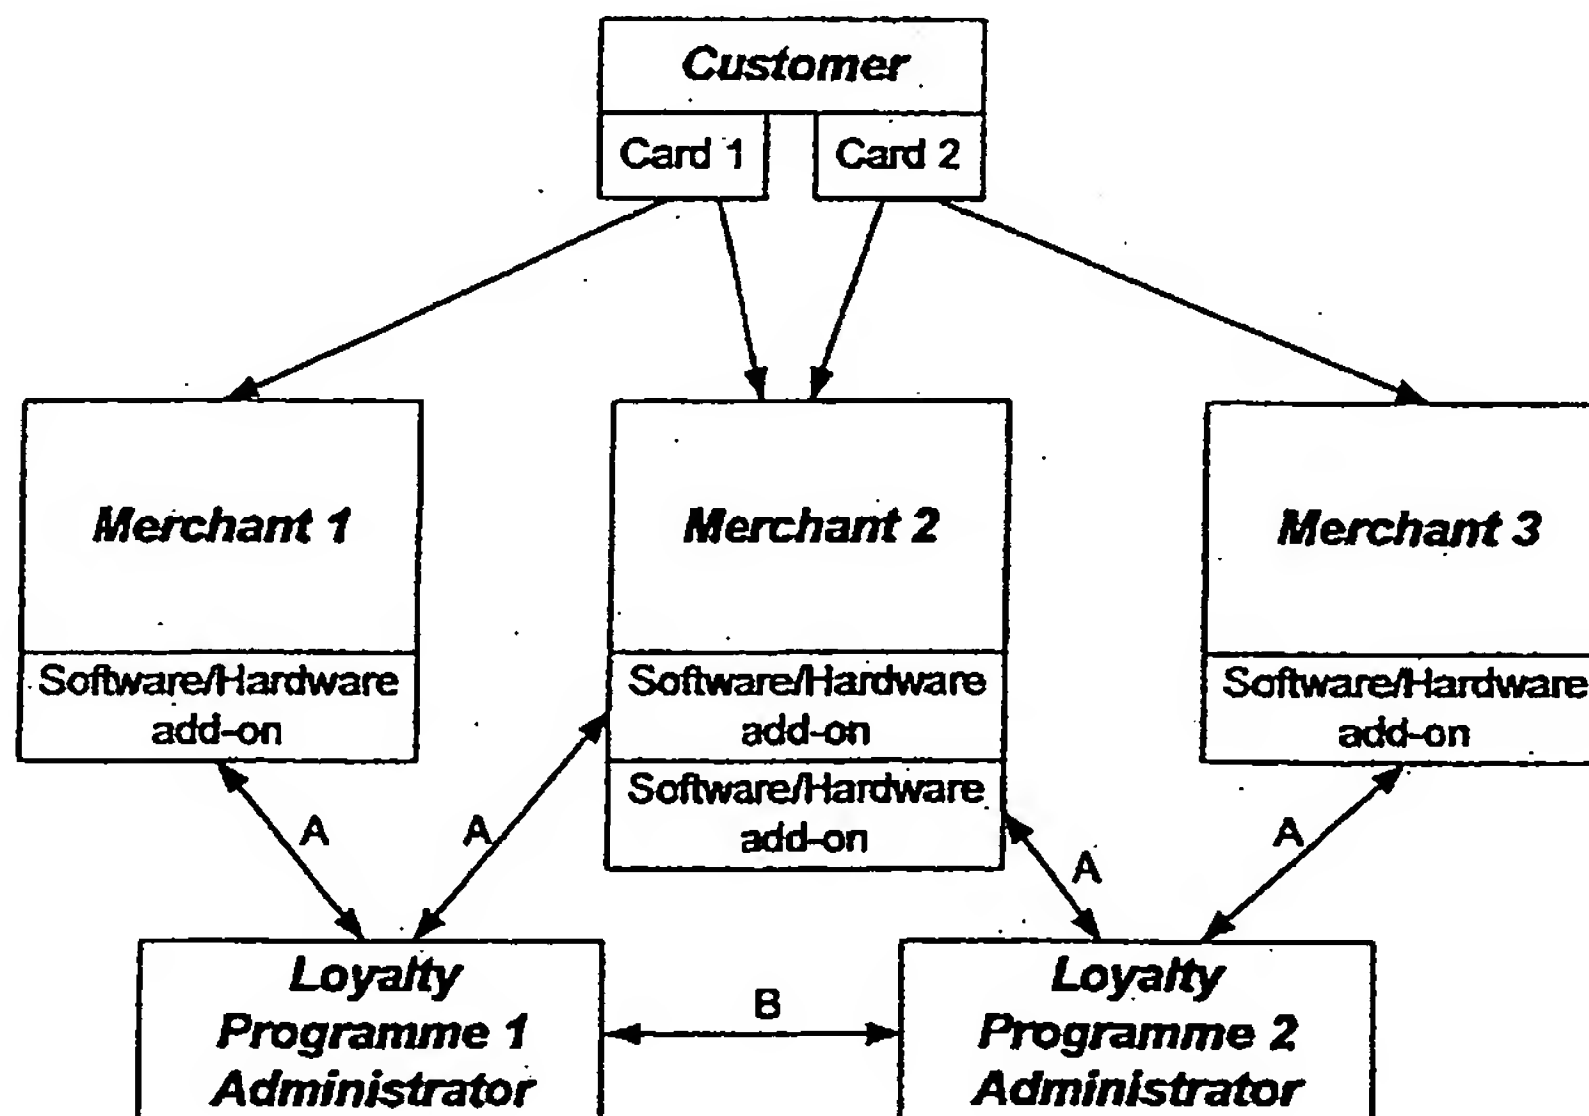 Customer
Card 1
Card 2
Merchant 1
Merchant 2
Merchant 3
Software/Hardware
add-on
Software/Hardware
add-on
Software/Hardware
add-on
Software/Hardware
add-on
A
A
A
A
Loyalty
Programme 1
Administrator
B
Loyalty
Programme 2
Administrator